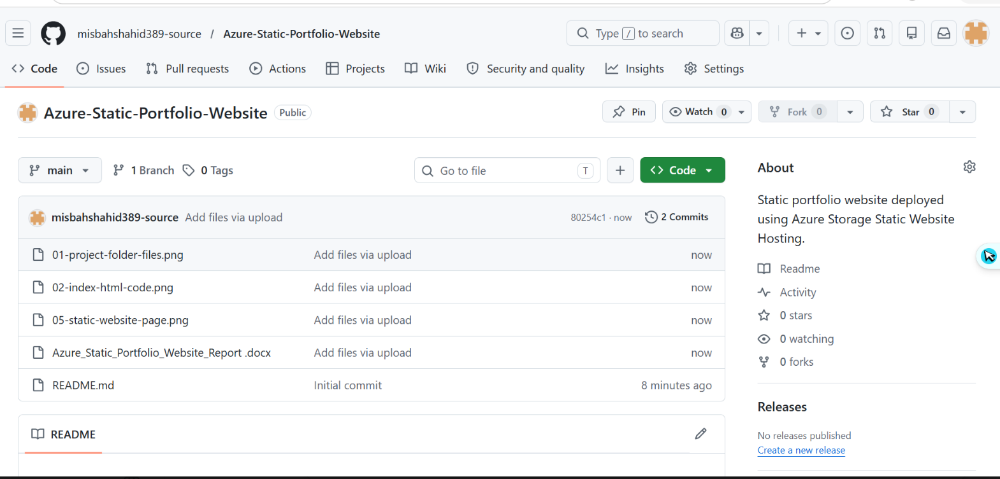 misbahshahid389-source / Azure-Static-Portfolio-Website
Type / to search
Code Issues Pull requests Actions Projects Wiki Security and quality Insights Settings
Azure-Static-Portfolio-Website Public
Pin Watch 0 Fork 0 Star 0
main 1 Branch 0 Tags
Go to file T Code
misbahshahid389-source Add files via upload 80254c1 · now 2 Commits
01-project-folder-files.png Add files via upload now
02-index-html-code.png Add files via upload now
05-static-website-page.png Add files via upload now
Azure_Static_Portfolio_Website_Report .docx Add files via upload now
README.md Initial commit 8 minutes ago
README
About
Static portfolio website deployed
using Azure Storage Static Website
Hosting.
Readme
Activity
0 stars
0 watching
0 forks
Releases
No releases published
Create a new release